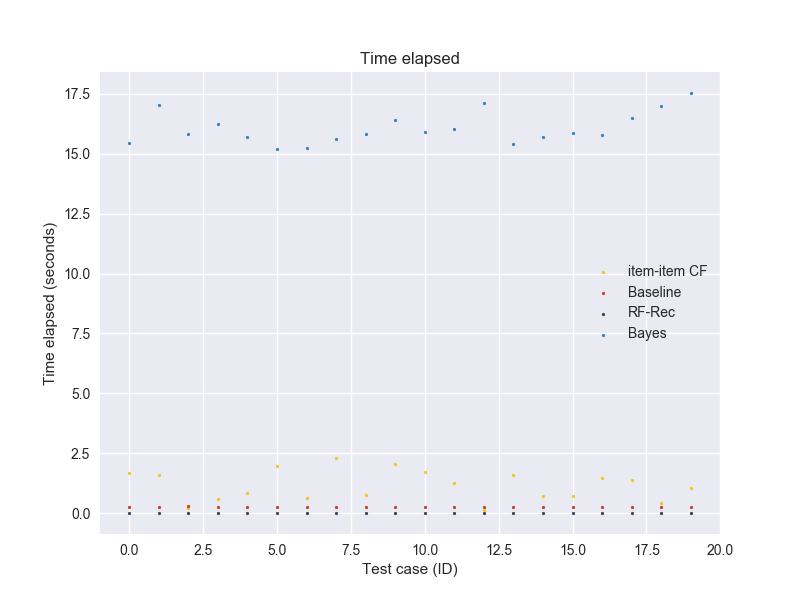 Time elapsed
17.5
15.0
12.5
10.0
7.5
5.0
2.5
0.0
Time elapsed (seconds)
item-item CF
Baseline
RF-Rec
Bayes
0.0 2.5 5.0 7.5 10.0 12.5 15.0 17.5 20.0
Test case (ID)